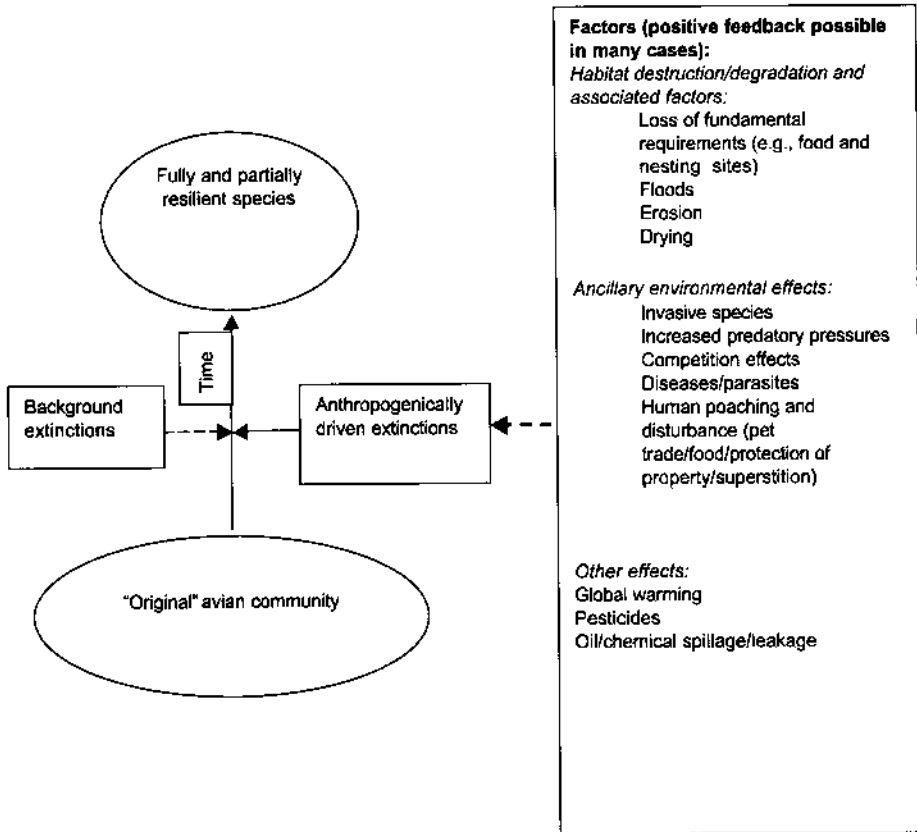 Fully and partially
resilient species
Time
Background
extinctions
Anthropogenically
driven extinctions
"Original" avian community
Factors (positive feedback possible
in many cases):
Habitat destruction/degradation and
associated factors:
Loss of fundamental
requirements (e.g., food and
nesting sites)
Floods
Erosion
Drying
Ancillary environmental effects:
Invasive species
Increased predatory pressures
Competition effects
Diseases/parasites
Human poaching and
disturbance (pet
trade/food/protection of
property/superstition)
Other effects:
Global warming
Pesticides
Oil/chemical spillage/leakage